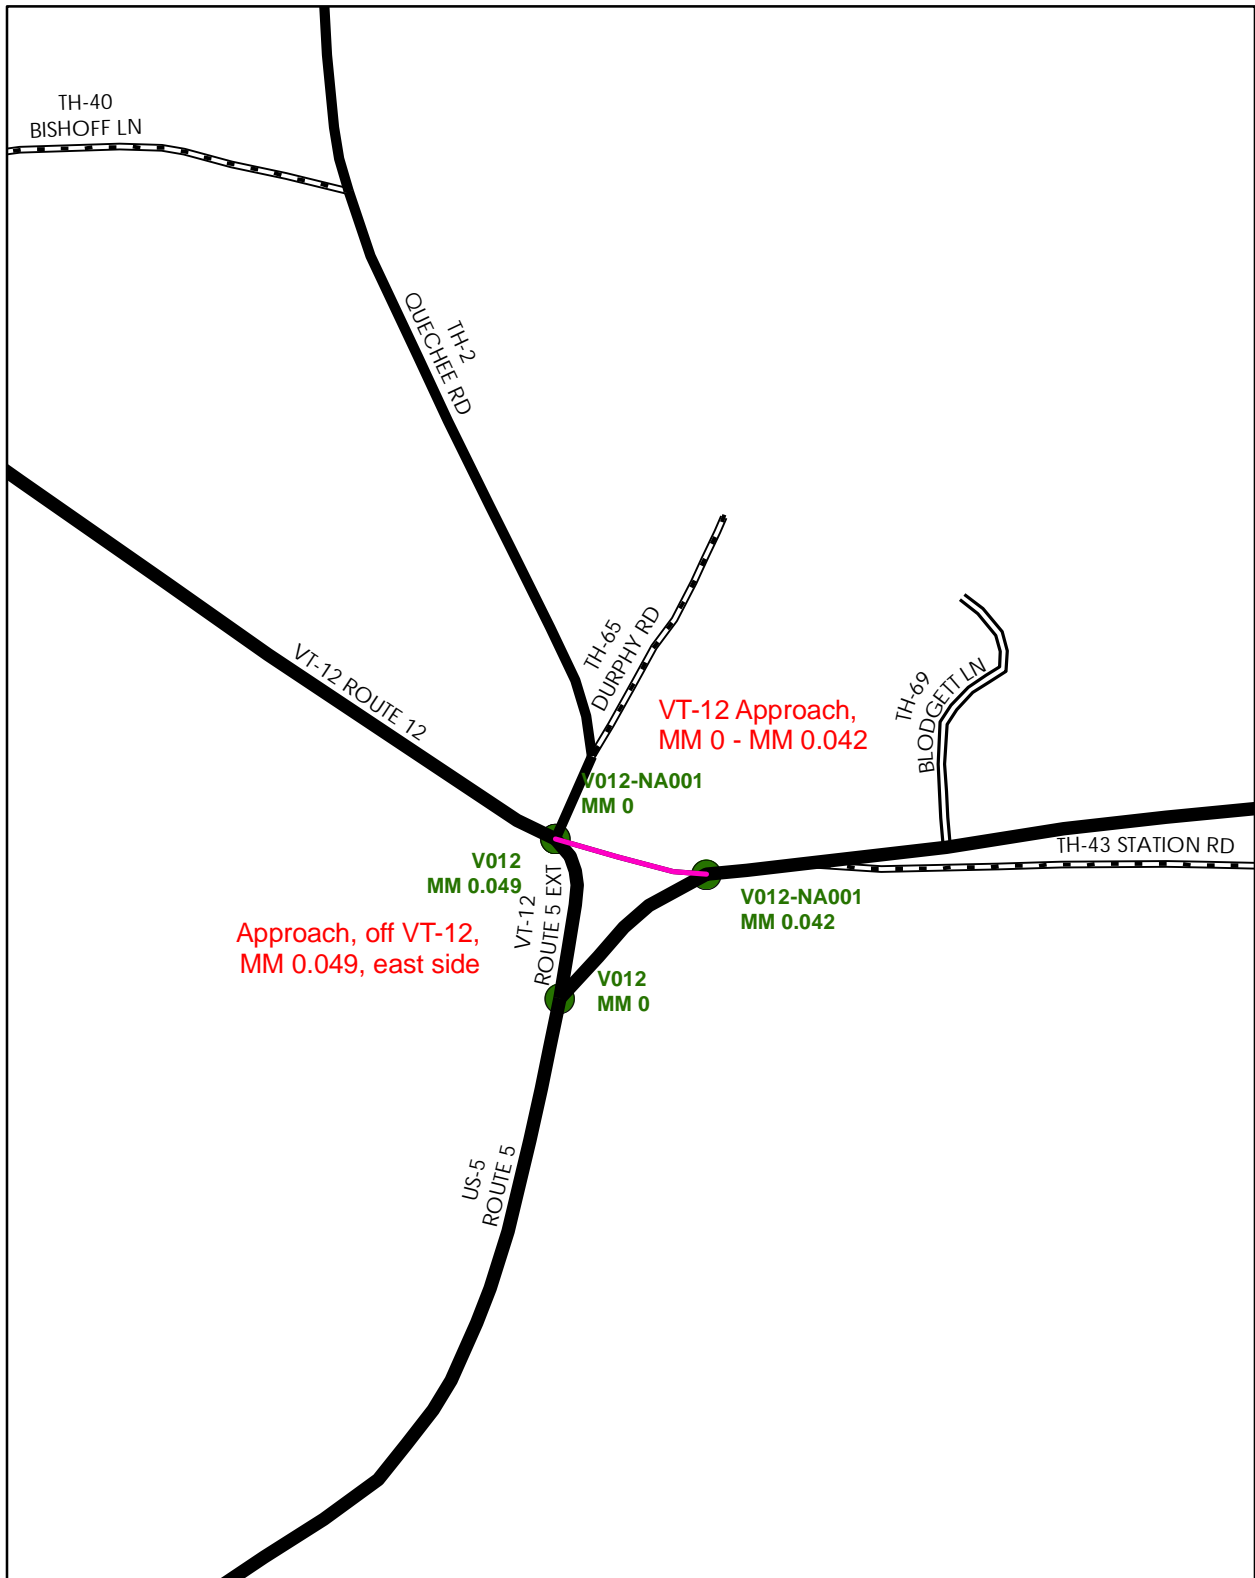 TH-40
BISHOFF LN
TH-2
QUECHEE RD
VT-12 ROUTE 12
TH-65
DURPHY RD
TH-69
BLODGETT LN
VT-12 Approach,
MM 0 - MM 0.042
V012-NA001
MM 0
TH-43 STATION RD
V012
MM 0.049
VT-12
ROUTE 5 EXT
V012-NA001
MM 0.042
Approach, off VT-12,
MM 0.049, east side
V012
MM 0
US-5
ROUTE 5